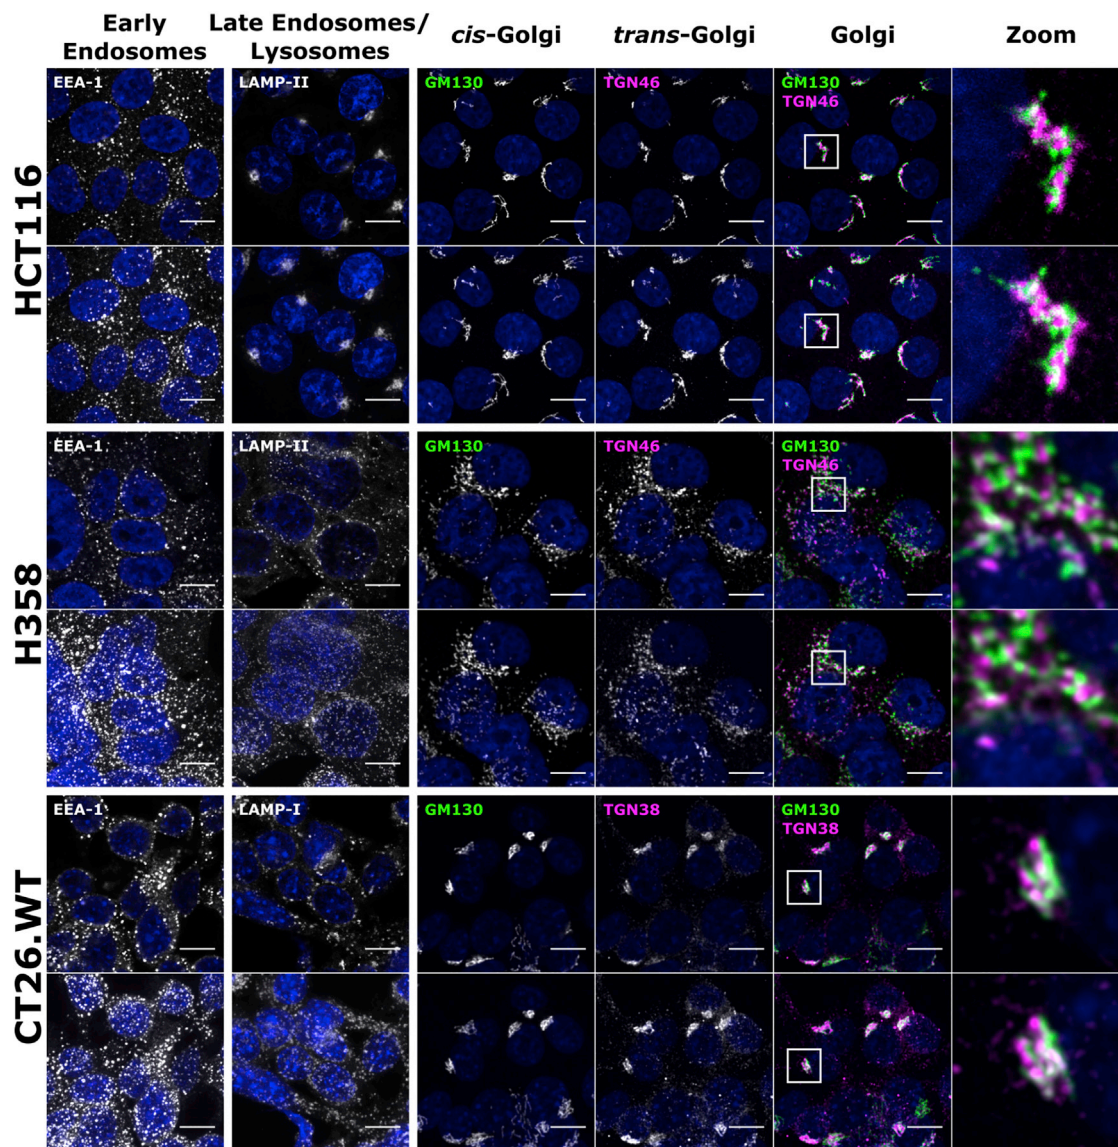 Early
Endosomes
Late Endosomes/
Lysosomes
cis-Golgi
trans-Golgi
Golgi
Zoom
HCT116
EEA-1
LAMP-II
GM130
TGN46
GM130
TGN46
H358
EEA-1
LAMP-II
GM130
TGN46
GM130
TGN46
CT26.WT
EEA-1
LAMP-I
GM130
TGN38
GM130
TGN38